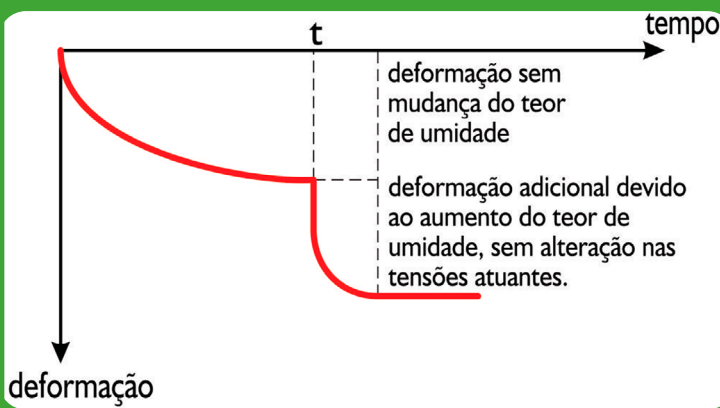 tempo
t
deformação sem
mudança do teor
de umidade
deformação adicional devido
ao aumento do teor de
umidade, sem alteração nas
tensões atuantes.
deformação